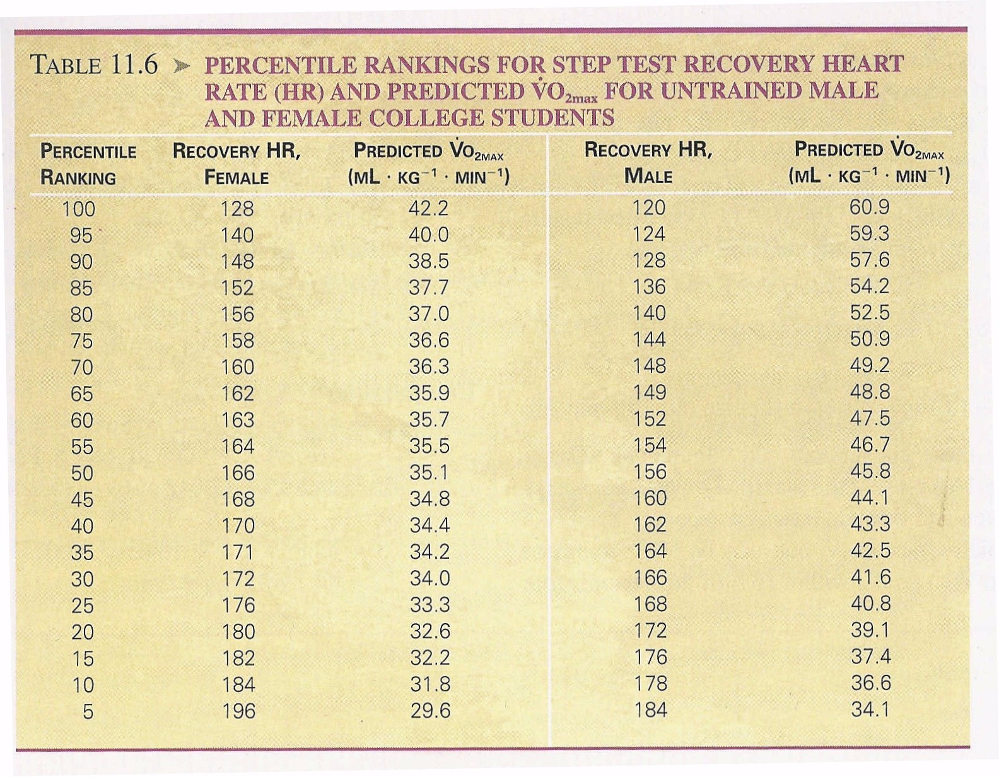 TABLE 11.6 ➤ PERCENTILE RANKINGS FOR STEP TEST RECOVERY HEART
RATE (HR) AND PREDICTED V̇O2max FOR UNTRAINED MALE
AND FEMALE COLLEGE STUDENTS
PERCENTILE RECOVERY HR, PREDICTED V̇O2MAX RECOVERY HR, PREDICTED V̇O2MAX
RANKING FEMALE (ML · KG−1 · MIN−1) MALE (ML · KG−1 · MIN−1)
100 128 42.2 120 60.9
95 140 40.0 124 59.3
90 148 38.5 128 57.6
85 152 37.7 136 54.2
80 156 37.0 140 52.5
75 158 36.6 144 50.9
70 160 36.3 148 49.2
65 162 35.9 149 48.8
60 163 35.7 152 47.5
55 164 35.5 154 46.7
50 166 35.1 156 45.8
45 168 34.8 160 44.1
40 170 34.4 162 43.3
35 171 34.2 164 42.5
30 172 34.0 166 41.6
25 176 33.3 168 40.8
20 180 32.6 172 39.1
15 182 32.2 176 37.4
10 184 31.8 178 36.6
5 196 29.6 184 34.1